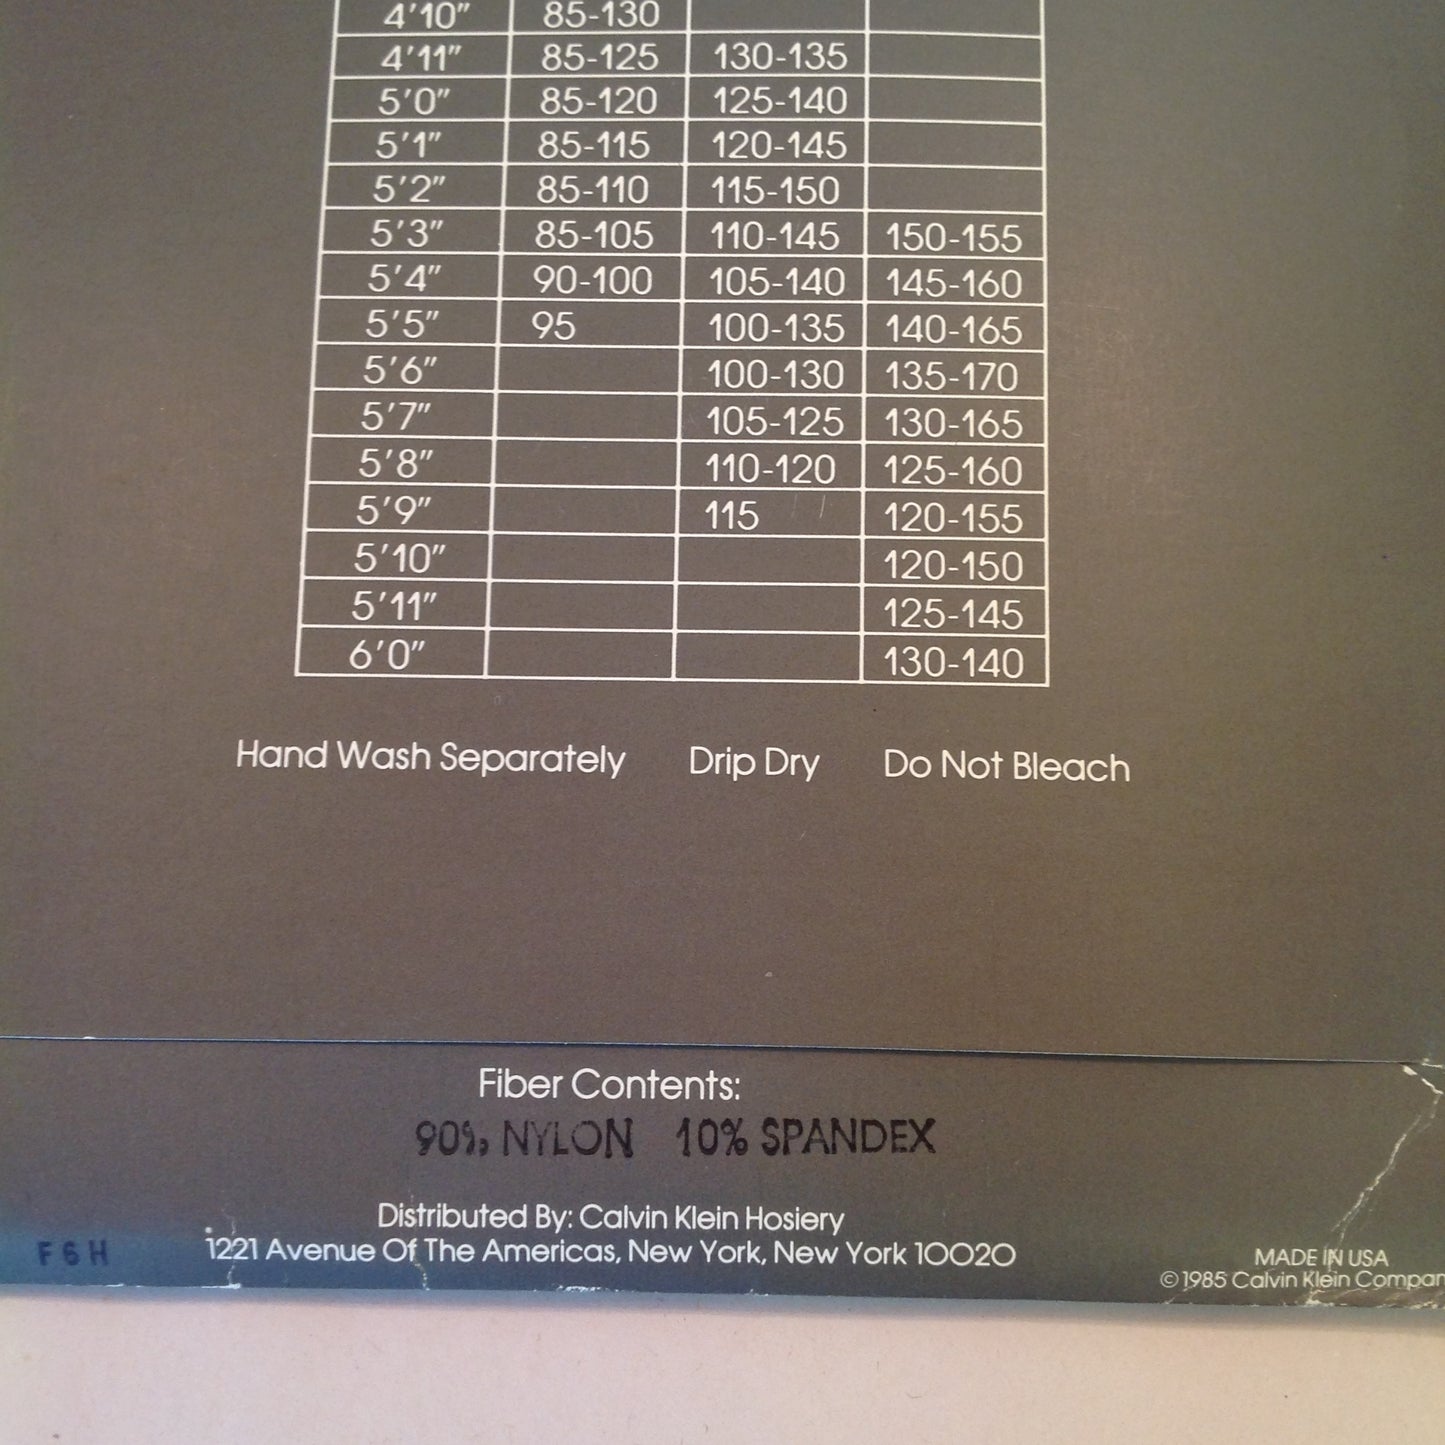 4'10" 85-130
4'11" 85-125 130-135
5'0" 85-120 125-140
5'1" 85-115 120-145
5'2" 85-110 115-150
5'3" 85-105 110-145 150-155
5'4" 90-100 105-140 145-160
5'5" 95 100-135 140-165
5'6" 100-130 135-170
5'7" 105-125 130-165
5'8" 110-120 125-160
5'9" 115 120-155
5'10" 120-150
5'11" 125-145
6'0" 130-140
Hand Wash Separately Drip Dry Do Not Bleach
Fiber Contents:
90% NYLON 10% SPANDEX
Distributed By: Calvin Klein Hosiery
1221 Avenue Of The Americas, New York, New York 10020
F6H
MADE IN USA
©1985 Calvin Klein Compan